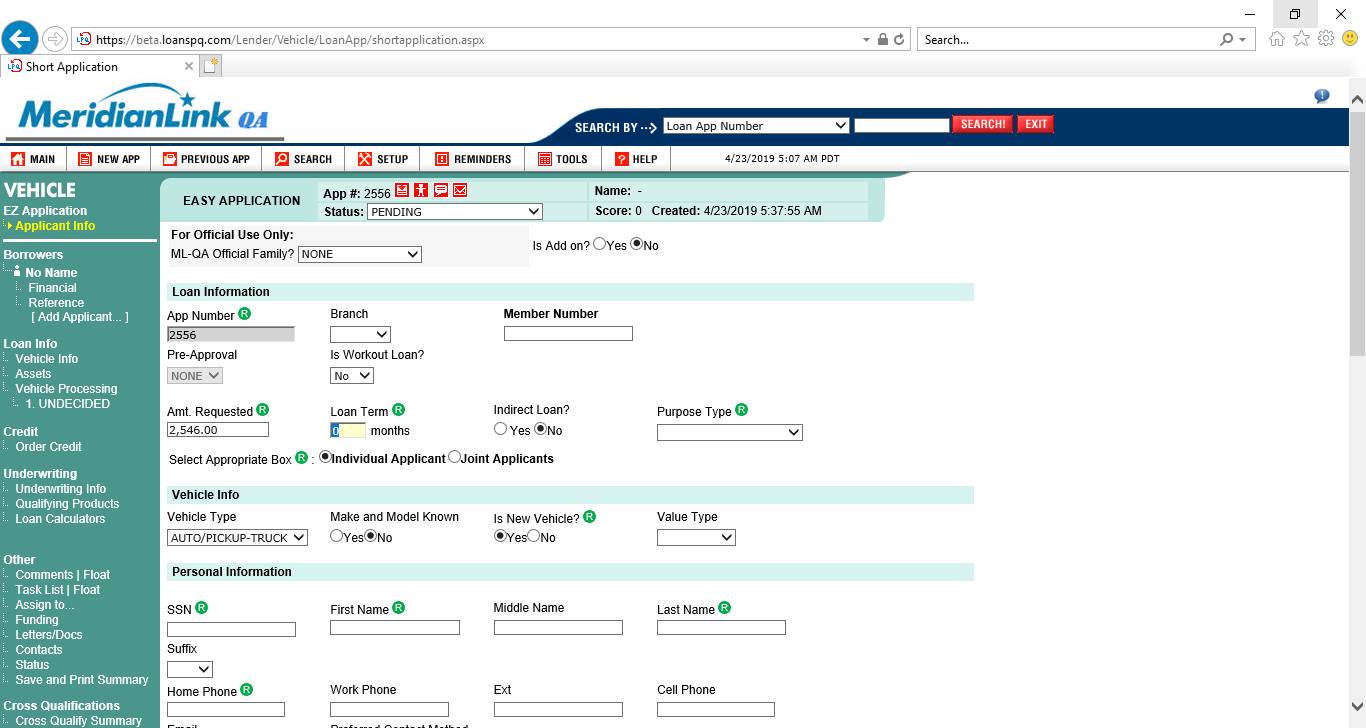 https://beta.loanspq.com/Lender/Vehicle/LoanApp/shortapplication.aspx
Search...
Short Application
MeridianLink QA
SEARCH BY Loan App Number SEARCH! EXIT
MAIN NEW APP PREVIOUS APP SEARCH SETUP REMINDERS TOOLS HELP 4/23/2019 5:07 AM PDT
VEHICLE
EZ Application
Applicant Info
Borrowers
No Name
Financial
Reference
[ Add Applicant... ]
Loan Info
Vehicle Info
Assets
Vehicle Processing
1. UNDECIDED
Credit
Order Credit
Underwriting
Underwriting Info
Qualifying Products
Loan Calculators
Other
Comments | Float
Task List | Float
Assign to...
Funding
Letters/Docs
Contacts
Status
Save and Print Summary
Cross Qualifications
Cross Qualify Summary
EASY APPLICATION
App #: 2556
Name: -
Status: PENDING
Score: 0 Created: 4/23/2019 5:37:55 AM
For Official Use Only:
ML-QA Official Family? NONE
Is Add on? Yes No
Loan Information
App Number R Branch Member Number
2556
Pre-Approval Is Workout Loan?
NONE No
Amt. Requested R Loan Term R Indirect Loan? Purpose Type R
2,546.00 0 months Yes No
Select Appropriate Box R : Individual Applicant Joint Applicants
Vehicle Info
Vehicle Type Make and Model Known Is New Vehicle? R Value Type
AUTO/PICKUP-TRUCK Yes No Yes No
Personal Information
SSN R First Name R Middle Name Last Name R
Suffix
Home Phone R Work Phone Ext Cell Phone
Email Preferred Contact Method